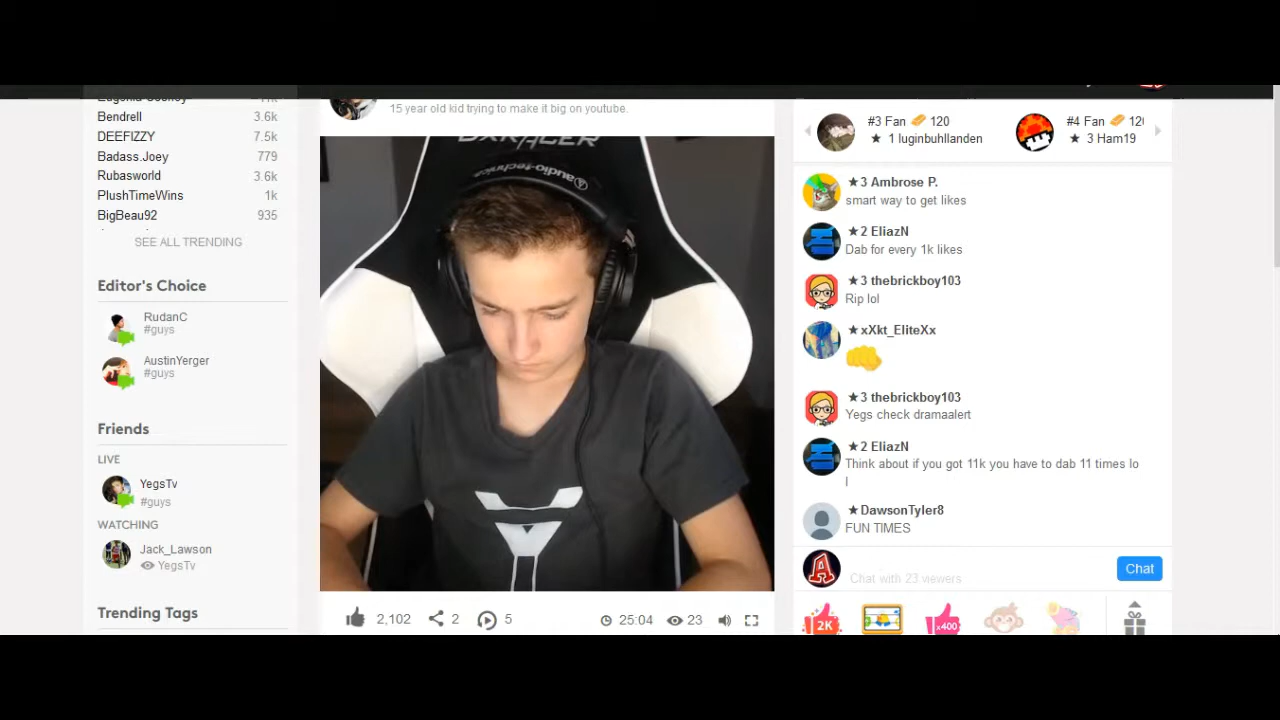 Bendrell 3.6k
DEEFIZZY 7.5k
Badass.Joey 779
Rubasworld 3.6k
PlushTimeWins 1k
BigBeau92 935
SEE ALL TRENDING
Editor's Choice
RudanC
#guys
AustinYerger
#guys
Friends
LIVE
YegsTv
#guys
WATCHING
Jack_Lawson
YegsTv
Trending Tags
15 year old kid trying to make it big on youtube.
DXRACER
audio-technica
2,102 2 5 25:04 23
#3 Fan 120
★ 1 luginbuhllanden
#4 Fan
★ 3 Ham19
★3 Ambrose P.
smart way to get likes
★2 EliazN
Dab for every 1k likes
★3 thebrickboy103
Rip lol
★xXkt_EliteXx
★3 thebrickboy103
Yegs check dramaalert
★2 EliazN
Think about if you got 11k you have to dab 11 times lo
l
★DawsonTyler8
FUN TIMES
Chat with 23 viewers
Chat
2K
x400